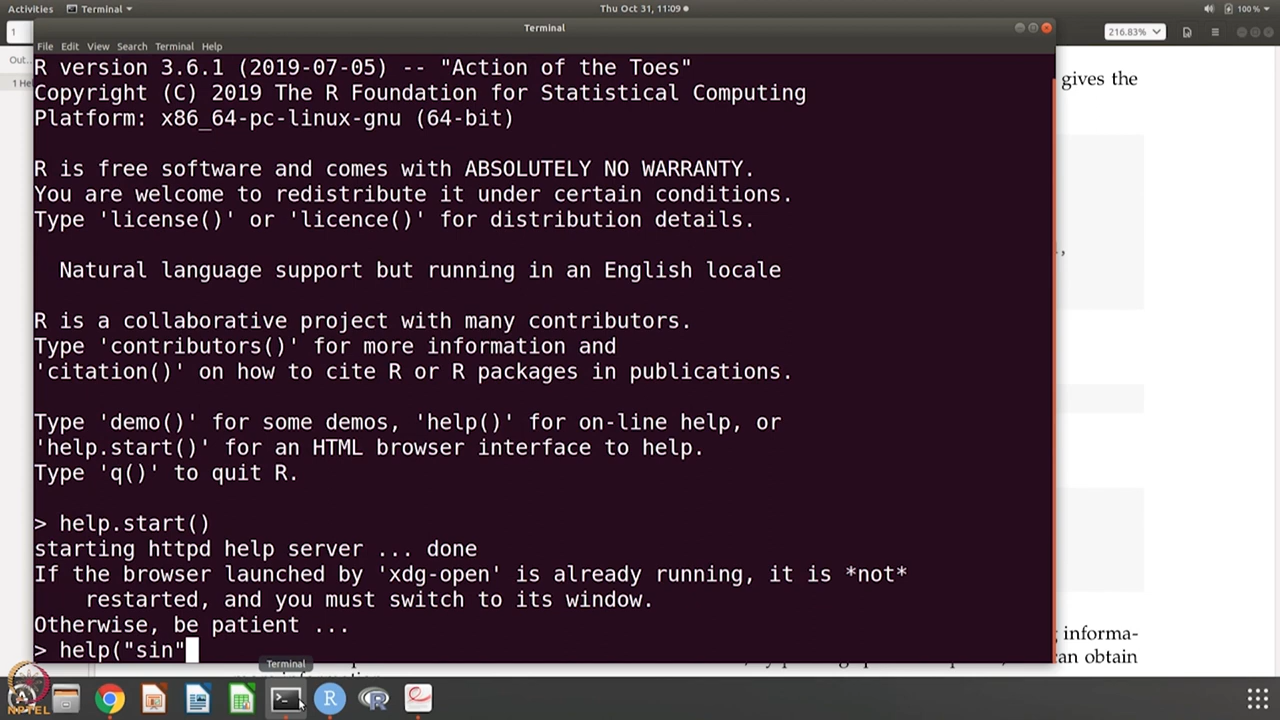 Activities
Terminal
Thu Oct 31, 11:09
100 %
Terminal
216.83%
1
File Edit View Search Terminal Help
Out...
R version 3.6.1 (2019-07-05) -- "Action of the Toes"
gives the
1 He
Copyright (C) 2019 The R Foundation for Statistical Computing
Platform: x86_64-pc-linux-gnu (64-bit)
R is free software and comes with ABSOLUTELY NO WARRANTY.
You are welcome to redistribute it under certain conditions.
Type 'license()' or 'licence()' for distribution details.
Natural language support but running in an English locale
R is a collaborative project with many contributors.
Type 'contributors()' for more information and
'citation()' on how to cite R or R packages in publications.
Type 'demo()' for some demos, 'help()' for on-line help, or
'help.start()' for an HTML browser interface to help.
Type 'q()' to quit R.
> help.start()
starting httpd help server ... done
If the browser launched by 'xdg-open' is already running, it is *not*
restarted, and you must switch to its window.
Otherwise, be patient ...
g informa-
> help("sin"
can obtain
Terminal
NPTEL